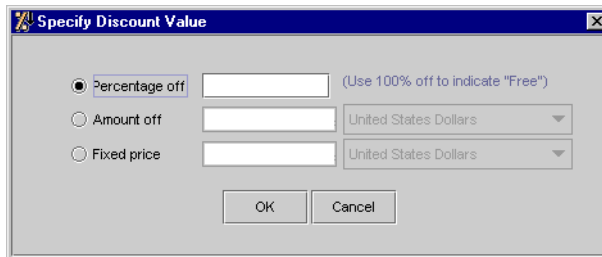 Specify Discount Value
Percentage off (Use 100% off to indicate "Free")
Amount off United States Dollars
Fixed price United States Dollars
OK Cancel